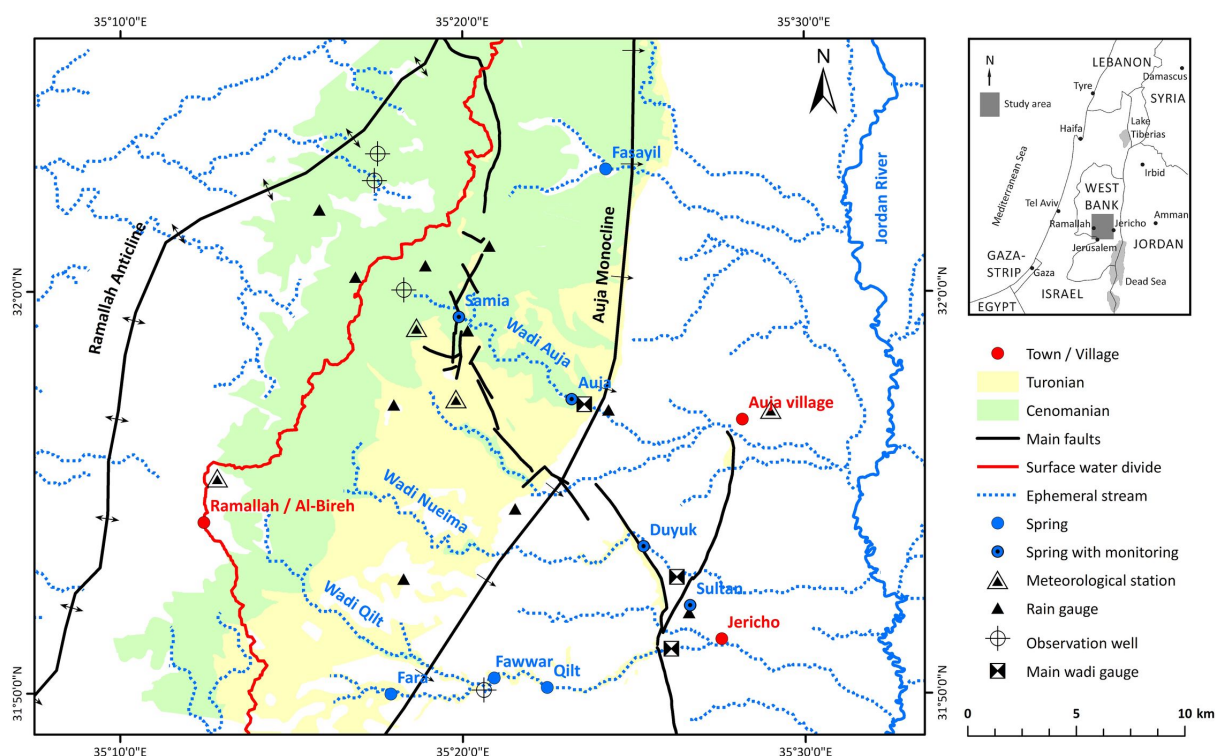 35°10'0"E
35°20'0"E
35°30'0"E
32°0'0"N
31°50'0"N
32°0'0"N
31°50'0"N
35°10'0"E
35°20'0"E
35°30'0"E
N
Ramallah Anticline
Auja Monocline
Jordan River
Fasayil
Samia
Wadi Auja
Auja
Auja village
Ramallah / Al-Bireh
Wadi Nueima
Duyuk
Wadi Qilt
Sultan
Jericho
Fawwar
Qilt
Fara
N
Study area
LEBANON
Damascus
Tyre
SYRIA
Haifa
Lake
Tiberias
Irbid
Mediterranean Sea
WEST
BANK
Tel Aviv
Ramallah
Jericho
Amman
Jerusalem
JORDAN
GAZA-
STRIP
Gaza
Dead Sea
ISRAEL
EGYPT
Town / Village
Turonian
Cenomanian
Main faults
Surface water divide
Ephemeral stream
Spring
Spring with monitoring
Meteorological station
Rain gauge
Observation well
Main wadi gauge
0 5 10 km